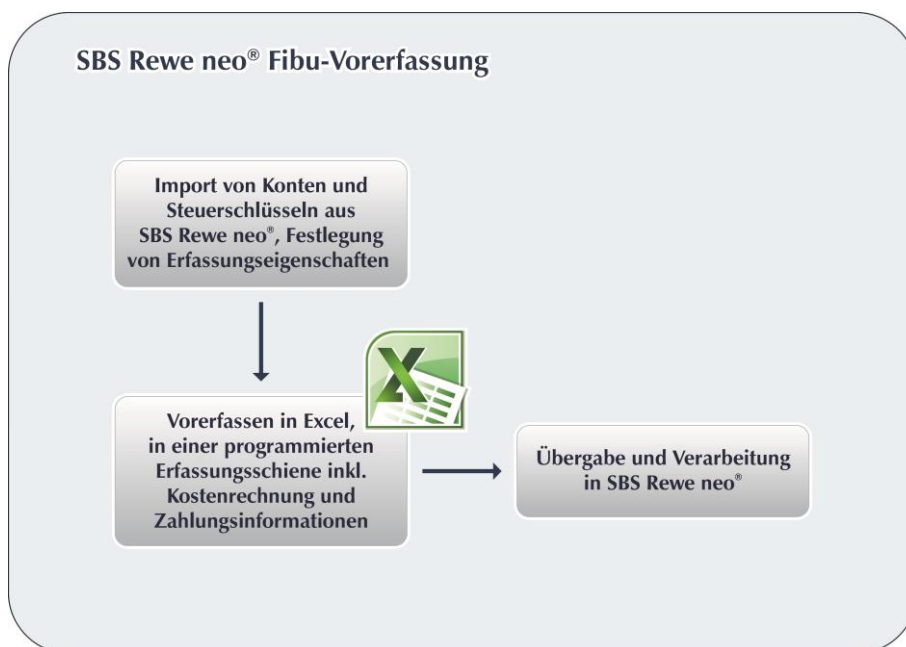 SBS Rewe neo® Fibu-Vorerfassung
Import von Konten und
Steuerschlüsseln aus
SBS Rewe neo®, Festlegung
von Erfassungseigenschaften
Vorerfassen in Excel,
in einer programmierten
Erfassungsschiene inkl.
Kostenrechnung und
Zahlungsinformationen
Übergabe und Verarbeitung
in SBS Rewe neo®